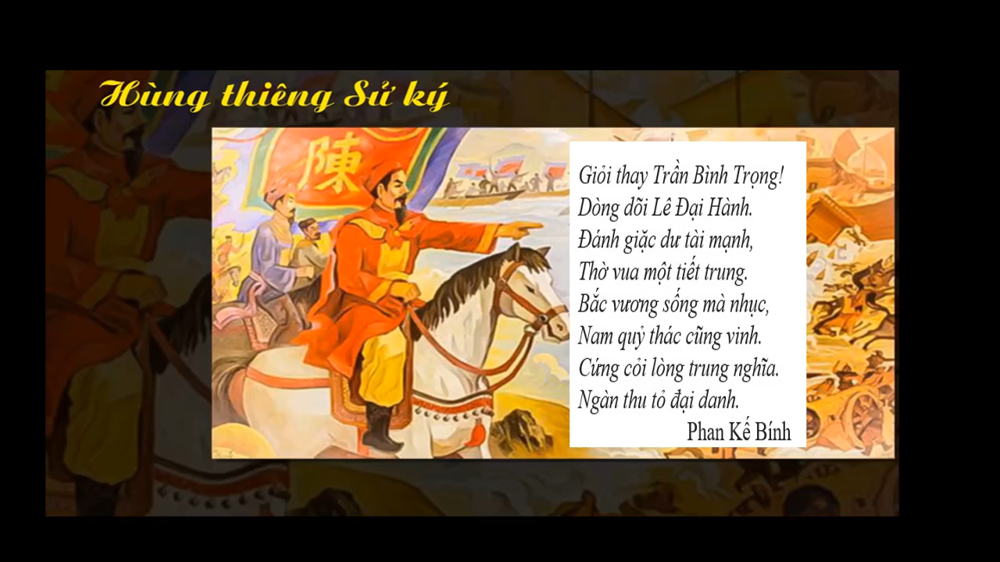 Hùng thiêng Sử ký
陳
Giỏi thay Trần Bình Trọng!
Dòng dõi Lê Đại Hành.
Đánh giặc dư tài mạnh,
Thờ vua một tiết trung.
Bắc vương sống mà nhục,
Nam quỷ thác cũng vinh.
Cứng cỏi lòng trung nghĩa.
Ngàn thu tỏ đại danh.
Phan Kế Bính